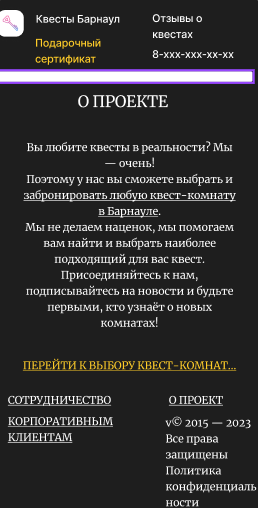 Квесты Барнаул
Подарочный
сертификат
Отзывы о
квестах
8-xxx-xxx-xx-xx
О ПРОЕКТЕ
Вы любите квесты в реальности? Мы
— очень!
Поэтому у нас вы сможете выбрать и
забронировать любую квест-комнату
в Барнауле.
Мы не делаем наценок, мы помогаем
вам найти и выбрать наиболее
подходящий для вас квест.
Присоединяйтесь к нам,
подписывайтесь на новости и будьте
первыми, кто узнаёт о новых
комнатах!
ПЕРЕЙТИ К ВЫБОРУ КВЕСТ-КОМНАТ...
СОТРУДНИЧЕСТВО
КОРПОРАТИВНЫМ
КЛИЕНТАМ
О ПРОЕКТ
v© 2015 — 2023
Все права
защищены
Политика
конфиденциаль
ности